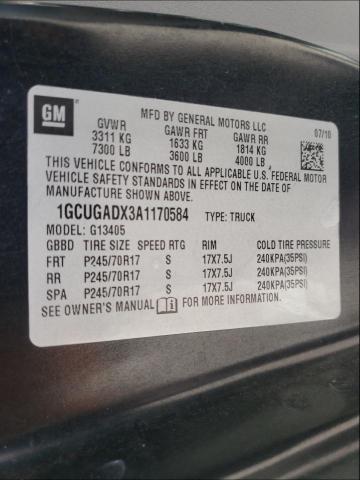 GM
MFD BY GENERAL MOTORS LLC
GVWR GAWR FRT GAWR RR 07/10
3311 KG 1633 KG 1814 KG
7300 LB 3600 LB 4000 LB
THIS VEHICLE CONFORMS TO ALL APPLICABLE U.S. FEDERAL MOTOR
VEHICLE SAFETY STANDARDS IN EFFECT ON THE DATE OF
MANUFACTURE SHOWN ABOVE.
1GCUGADX3A1170584 TYPE: TRUCK
MODEL: G13405
GBBD TIRE SIZE SPEED RTG RIM COLD TIRE PRESSURE
FRT P245/70R17 S 17X7.5J 240KPA(35PSI)
RR P245/70R17 S 17X7.5J 240KPA(35PSI)
SPA P245/70R17 S 17X7.5J 240KPA(35PSI)
SEE OWNER'S MANUAL FOR MORE INFORMATION